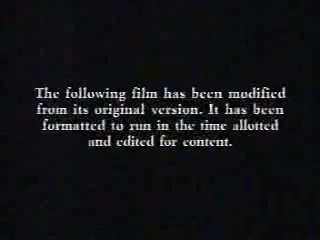 The following film has been modified
from its original version. It has been
formatted to run in the time allotted
and edited for content.